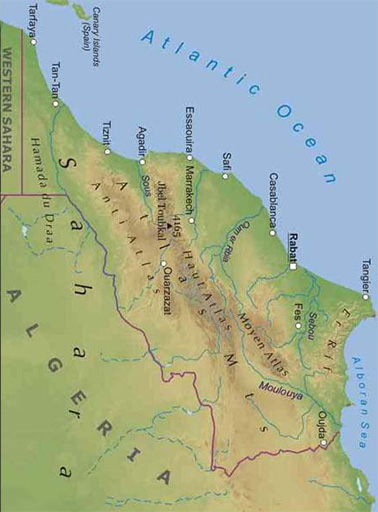 Canary Islands
(Spain)
Atlantic Ocean
Alboran Sea
Tangier
Er Rif
Sebou
Fes
Rabat
Casablanca
Oujda
Moulouya
Moyen Atlas
Oum er Rbia
Safi
Essaouira
Marrakech
Haut Atlas
4165
Jbel Toubkal
Atlas Mts
Ouarzazat
Agadir
Sous
Tiznit
Anti Atlas
Tan-Tan
Tarfaya
Hamada du Draa
Sahara
WESTERN SAHARA
ALGERIA